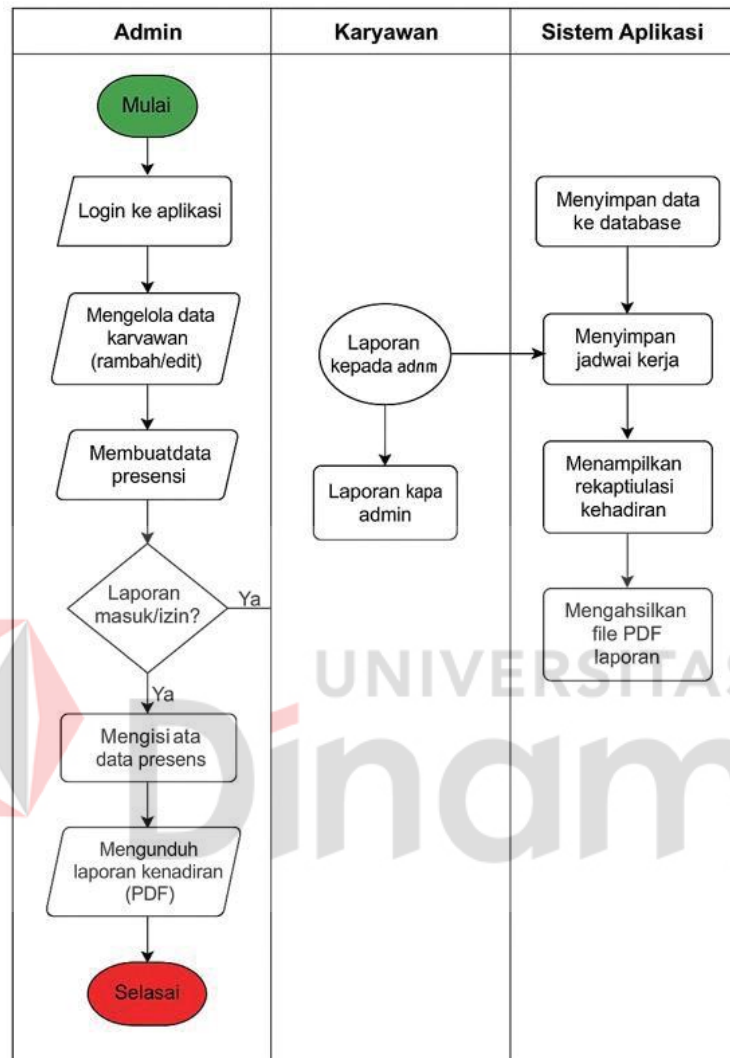 Admin
Karyawan
Sistem Aplikasi
Mulai
Login ke aplikasi
Mengelola data
karvawan
(rambah/edit)
Membuatdata
presensi
Laporan
masuk/izin?
Ya
Ya
Mengisi ata
data presens
Mengunduh
laporan kenadiran
(PDF)
Selasai
Laporan
kepada adnm
Laporan kapa
admin
Menyimpan data
ke database
Menyimpan
jadwai kerja
Menampilkan
rekaptiulasi
kehadiran
Mengahsilkan
file PDF
laporan
UNIVERSITAS
Dinam